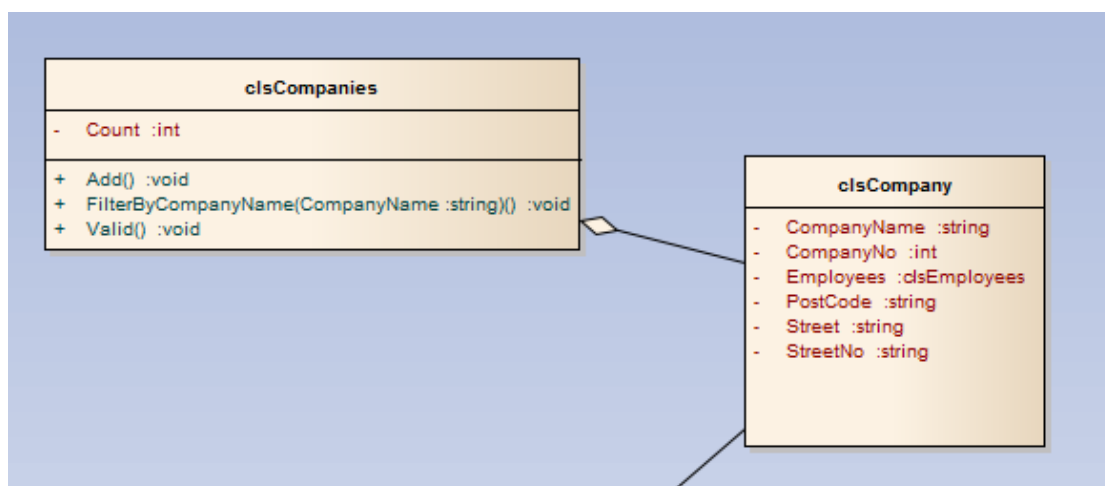 clsCompanies
- Count :int
+ Add() :void
+ FilterByCompanyName(CompanyName :string)() :void
+ Valid() :void
clsCompany
- CompanyName :string
- CompanyNo :int
- Employees :clsEmployees
- PostCode :string
- Street :string
- StreetNo :string